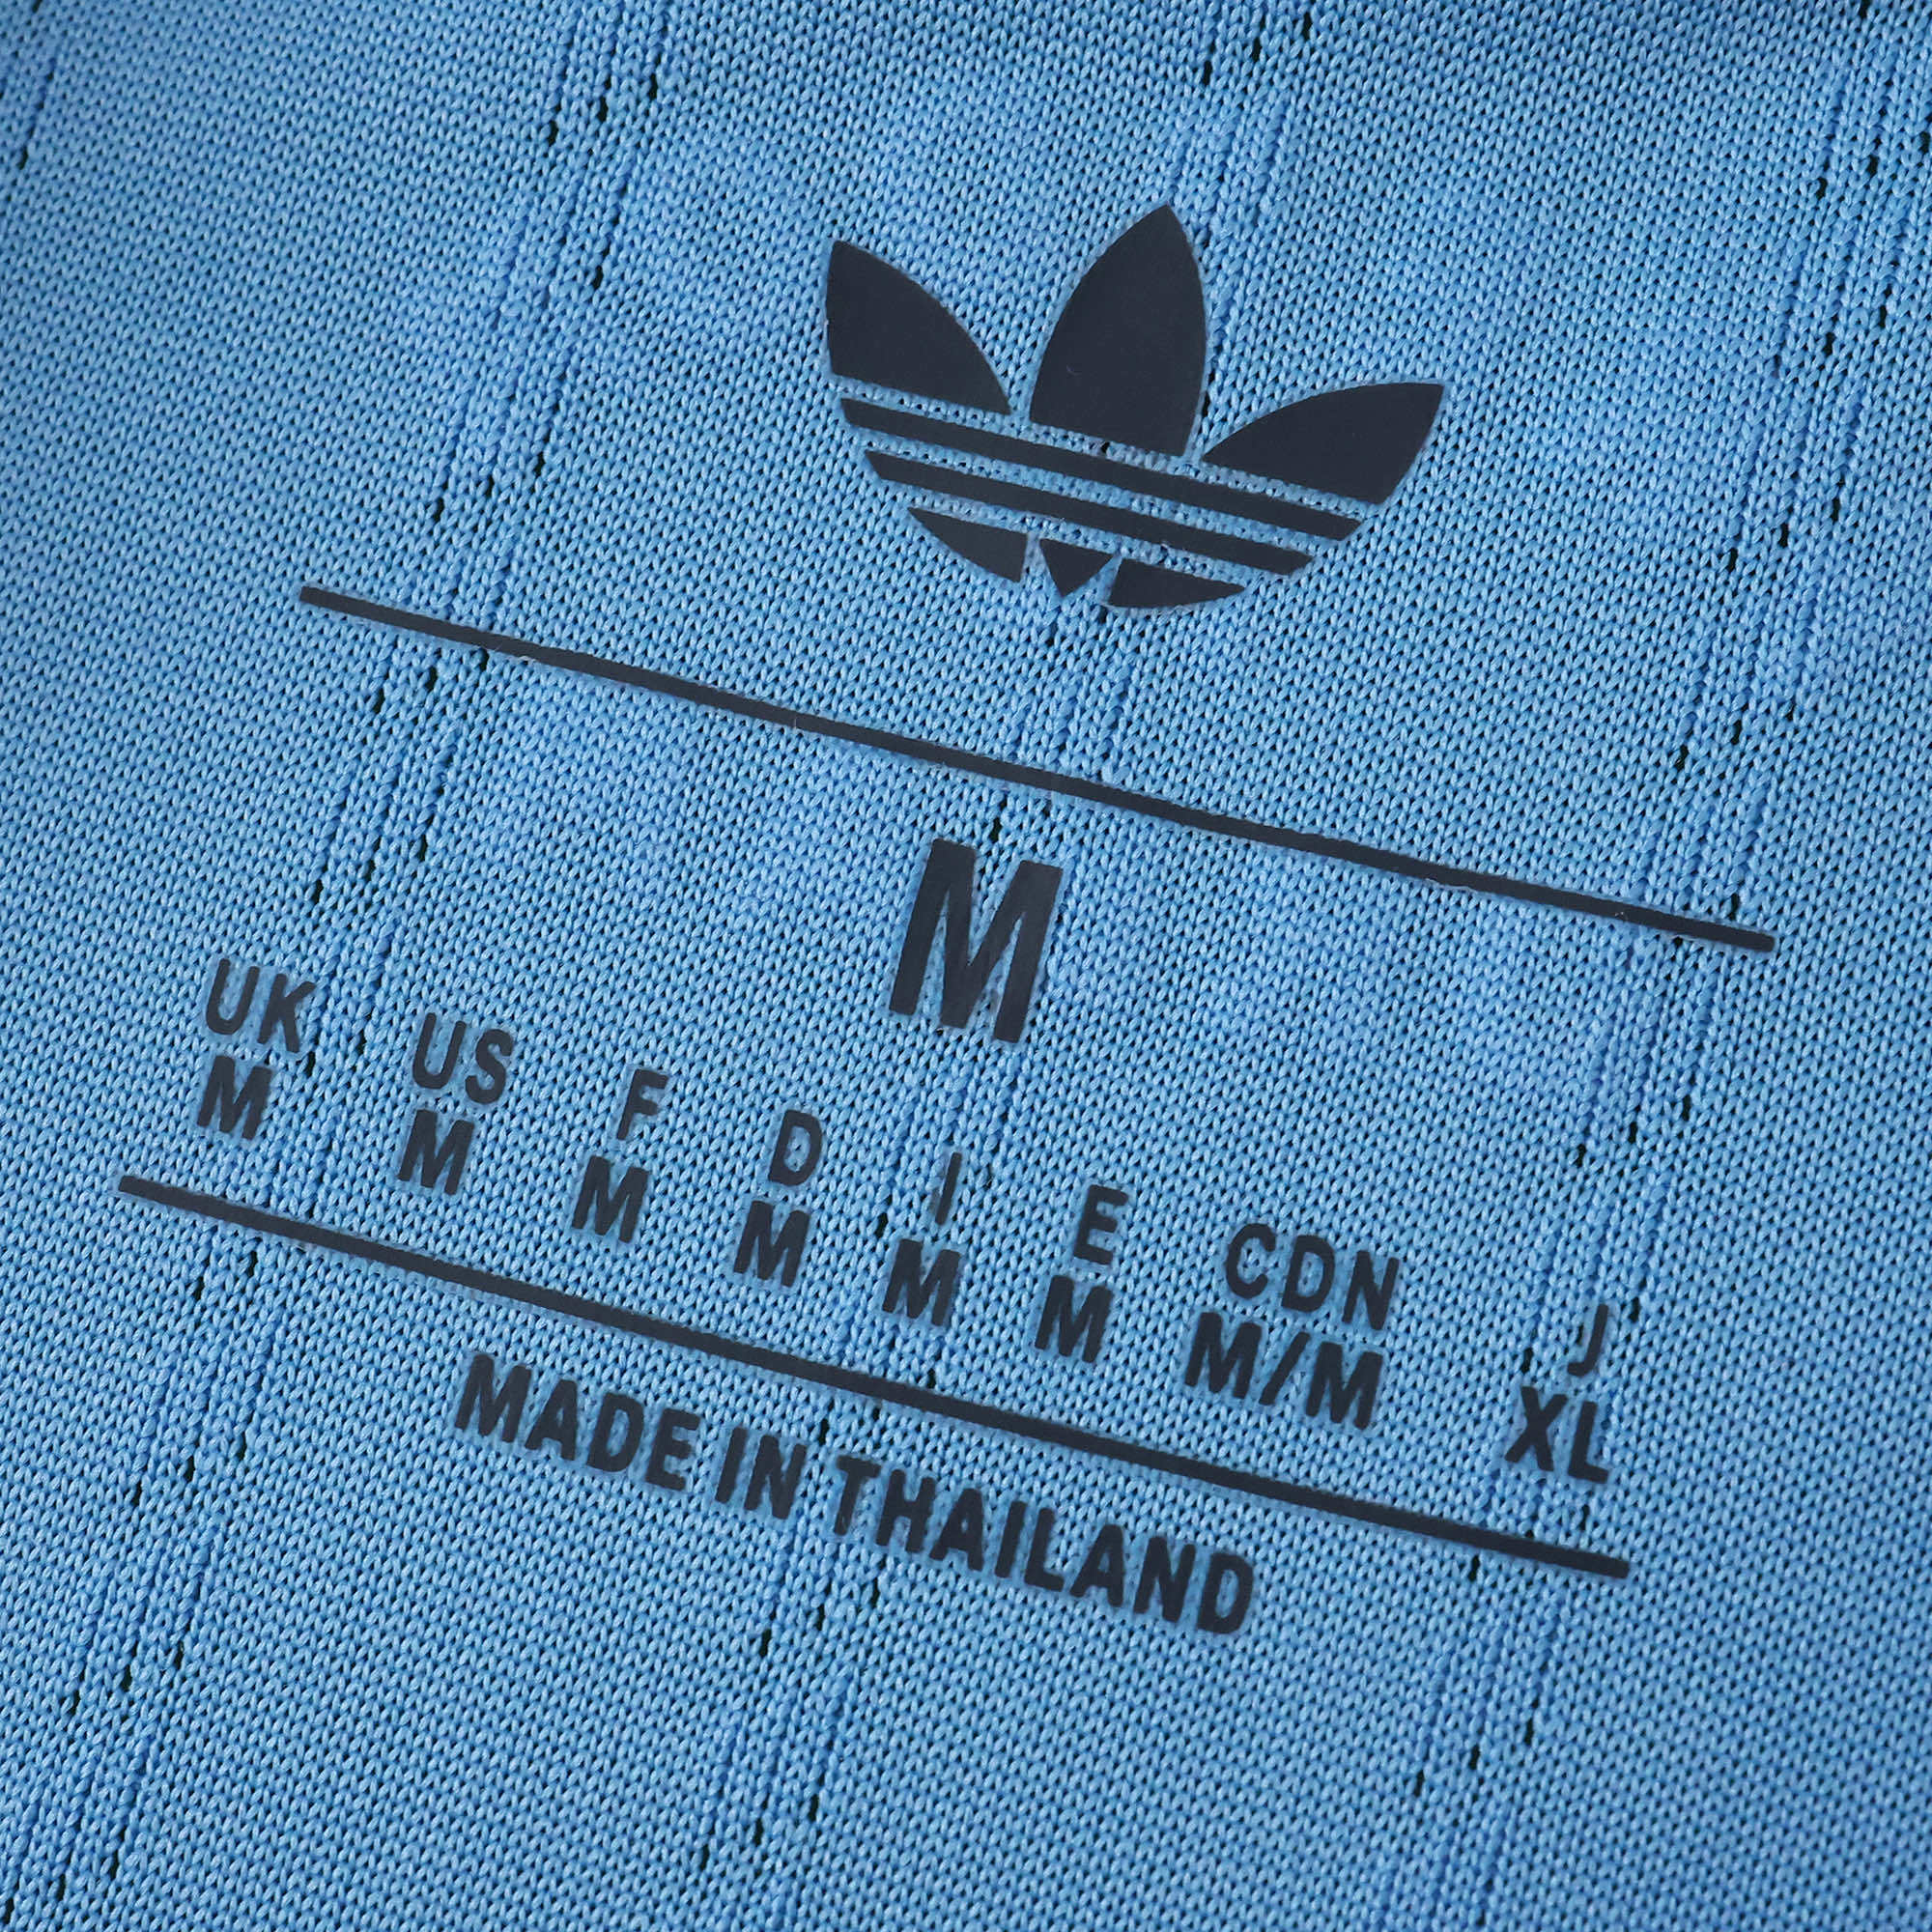 M
UK US F D I E CDN J
M M M M M M M/M XL
MADE IN THAILAND